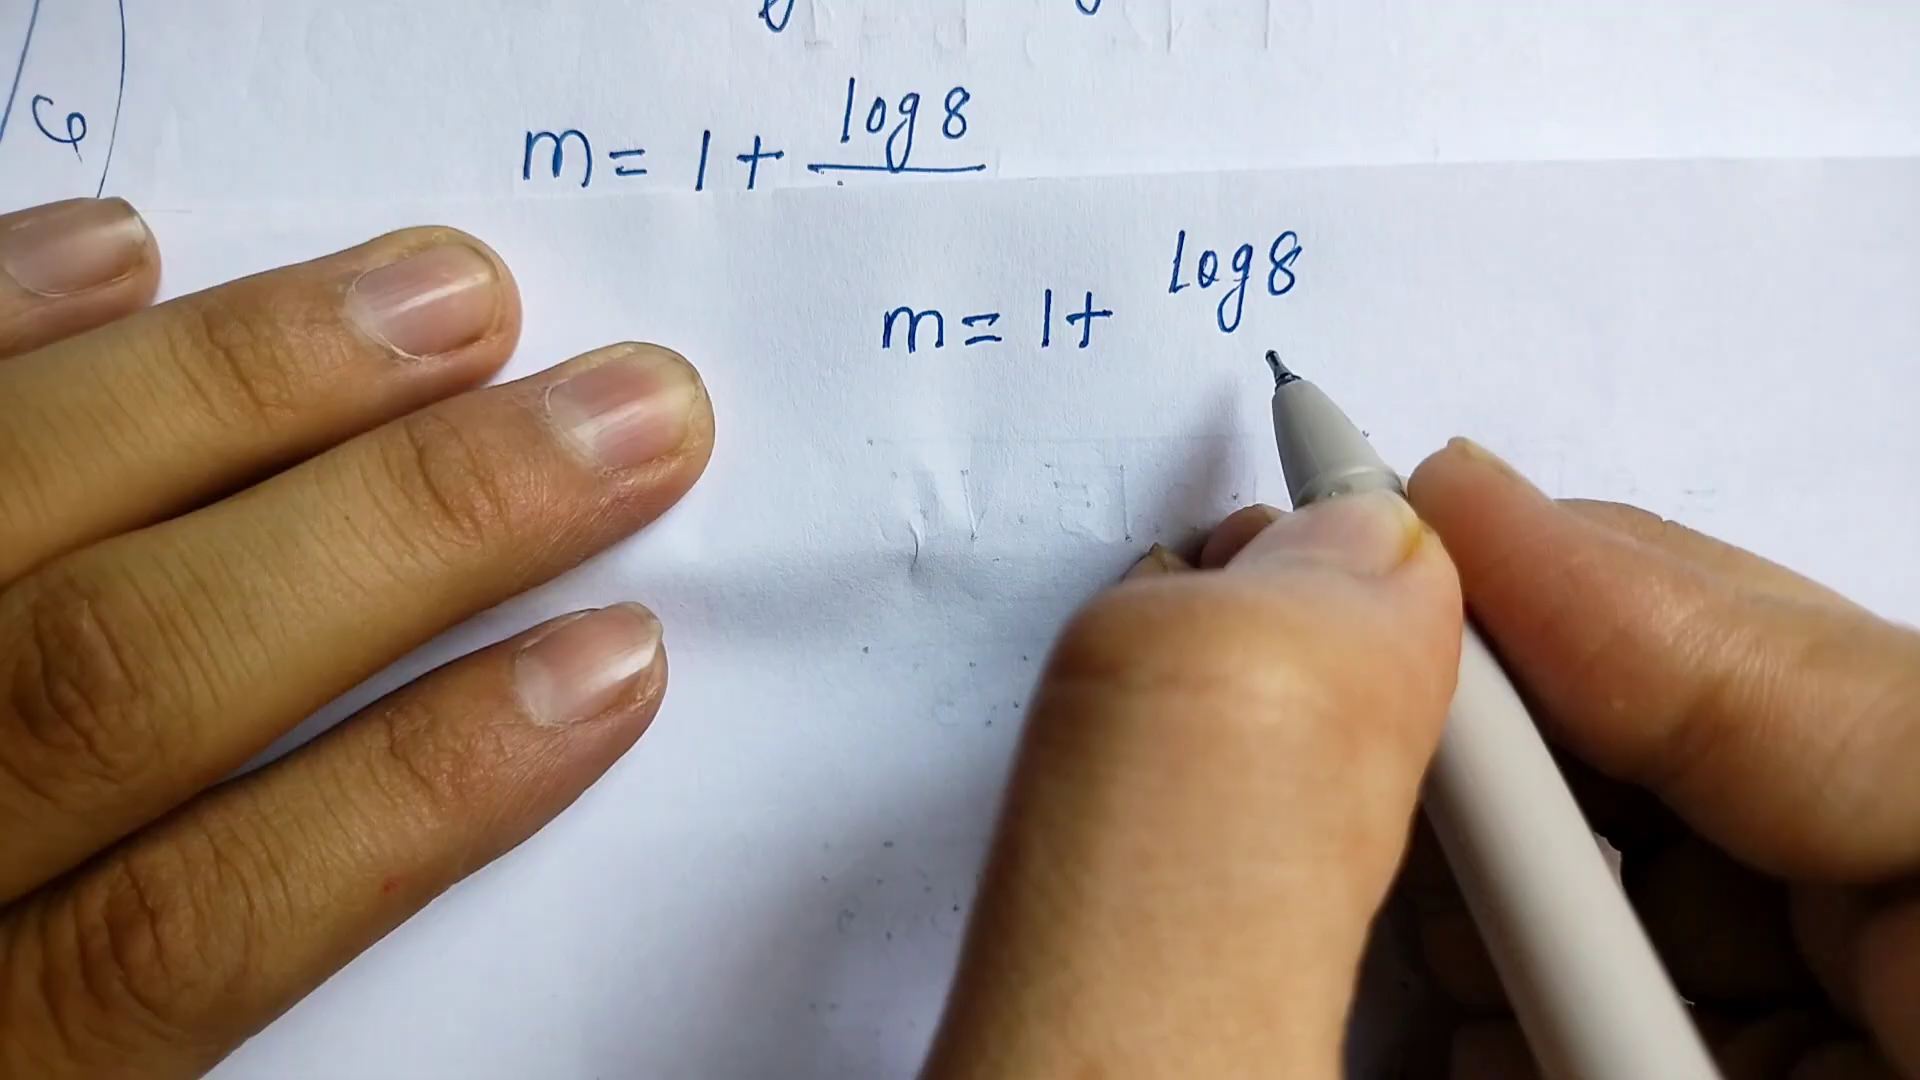 m = 1 + log 8
m = 1 + log 8